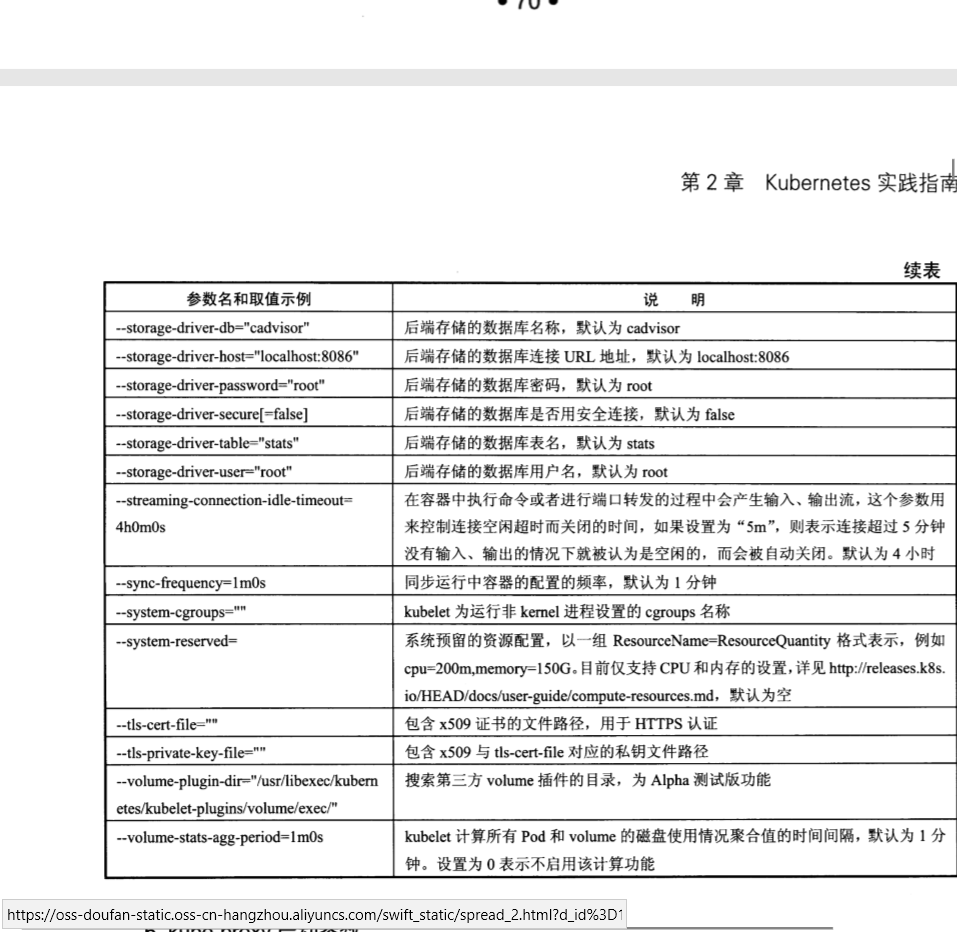 • 70 •
第 2 章 Kubernetes 实践指南
续表
参数名和取值示例 说 明
--storage-driver-db="cadvisor" 后端存储的数据库名称，默认为 cadvisor
--storage-driver-host="localhost:8086" 后端存储的数据库连接 URL 地址，默认为 localhost:8086
--storage-driver-password="root" 后端存储的数据库密码，默认为 root
--storage-driver-secure[=false] 后端存储的数据库是否用安全连接，默认为 false
--storage-driver-table="stats" 后端存储的数据库表名，默认为 stats
--storage-driver-user="root" 后端存储的数据库用户名，默认为 root
--streaming-connection-idle-timeout= 在容器中执行命令或者进行端口转发的过程中会产生输入、输出流，这个参数用
4h0m0s 来控制连接空闲超时而关闭的时间，如果设置为“5m”，则表示连接超过 5 分钟
没有输入、输出的情况下就被认为是空闲的，而会被自动关闭。默认为 4 小时
--sync-frequency=1m0s 同步运行中容器的配置的频率，默认为 1 分钟
--system-cgroups="" kubelet 为运行非 kernel 进程设置的 cgroups 名称
--system-reserved= 系统预留的资源配置，以一组 ResourceName=ResourceQuantity 格式表示，例如
cpu=200m,memory=150G。目前仅支持 CPU 和内存的设置，详见 http://releases.k8s.
io/HEAD/docs/user-guide/compute-resources.md，默认为空
--tls-cert-file="" 包含 x509 证书的文件路径，用于 HTTPS 认证
--tls-private-key-file="" 包含 x509 与 tls-cert-file 对应的私钥文件路径
--volume-plugin-dir="/usr/libexec/kubern 搜索第三方 volume 插件的目录，为 Alpha 测试版功能
etes/kubelet-plugins/volume/exec/"
--volume-stats-agg-period=1m0s kubelet 计算所有 Pod 和 volume 的磁盘使用情况聚合值的时间间隔，默认为 1 分
钟。设置为 0 表示不启用该计算功能
https://oss-doufan-static.oss-cn-hangzhou.aliyuncs.com/swift_static/spread_2.html?d_id%3D1